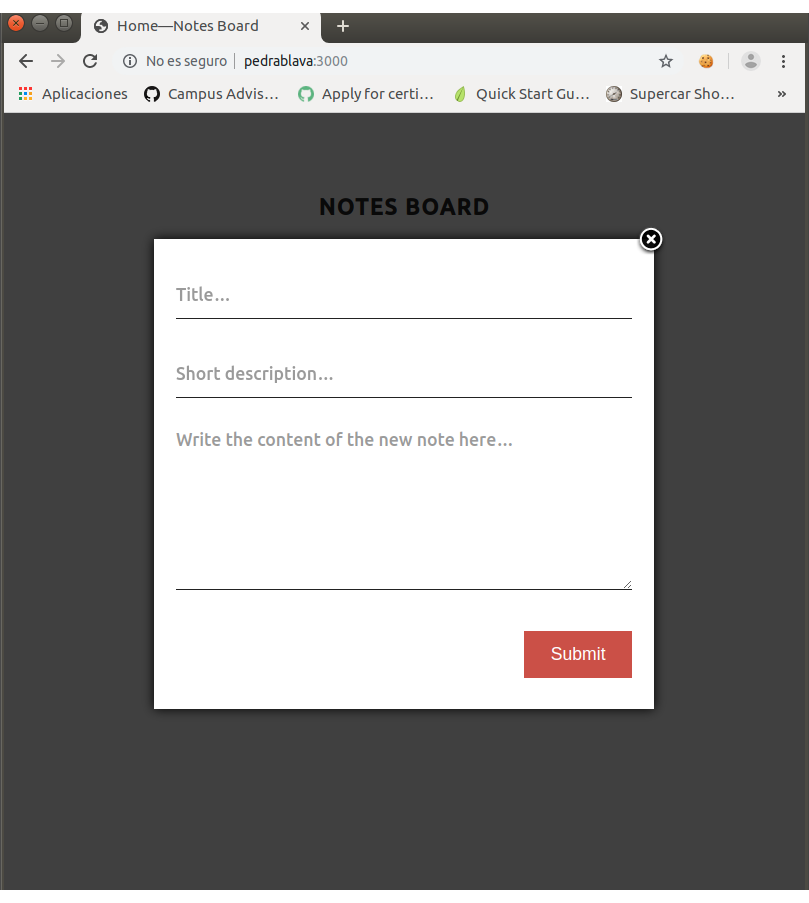 Home—Notes Board
No es seguro | pedrablava:3000
Aplicaciones Campus Advis… Apply for certi… Quick Start Gu… Supercar Sho… »
NOTES BOARD
Title...
Short description...
Write the content of the new note here...
Submit